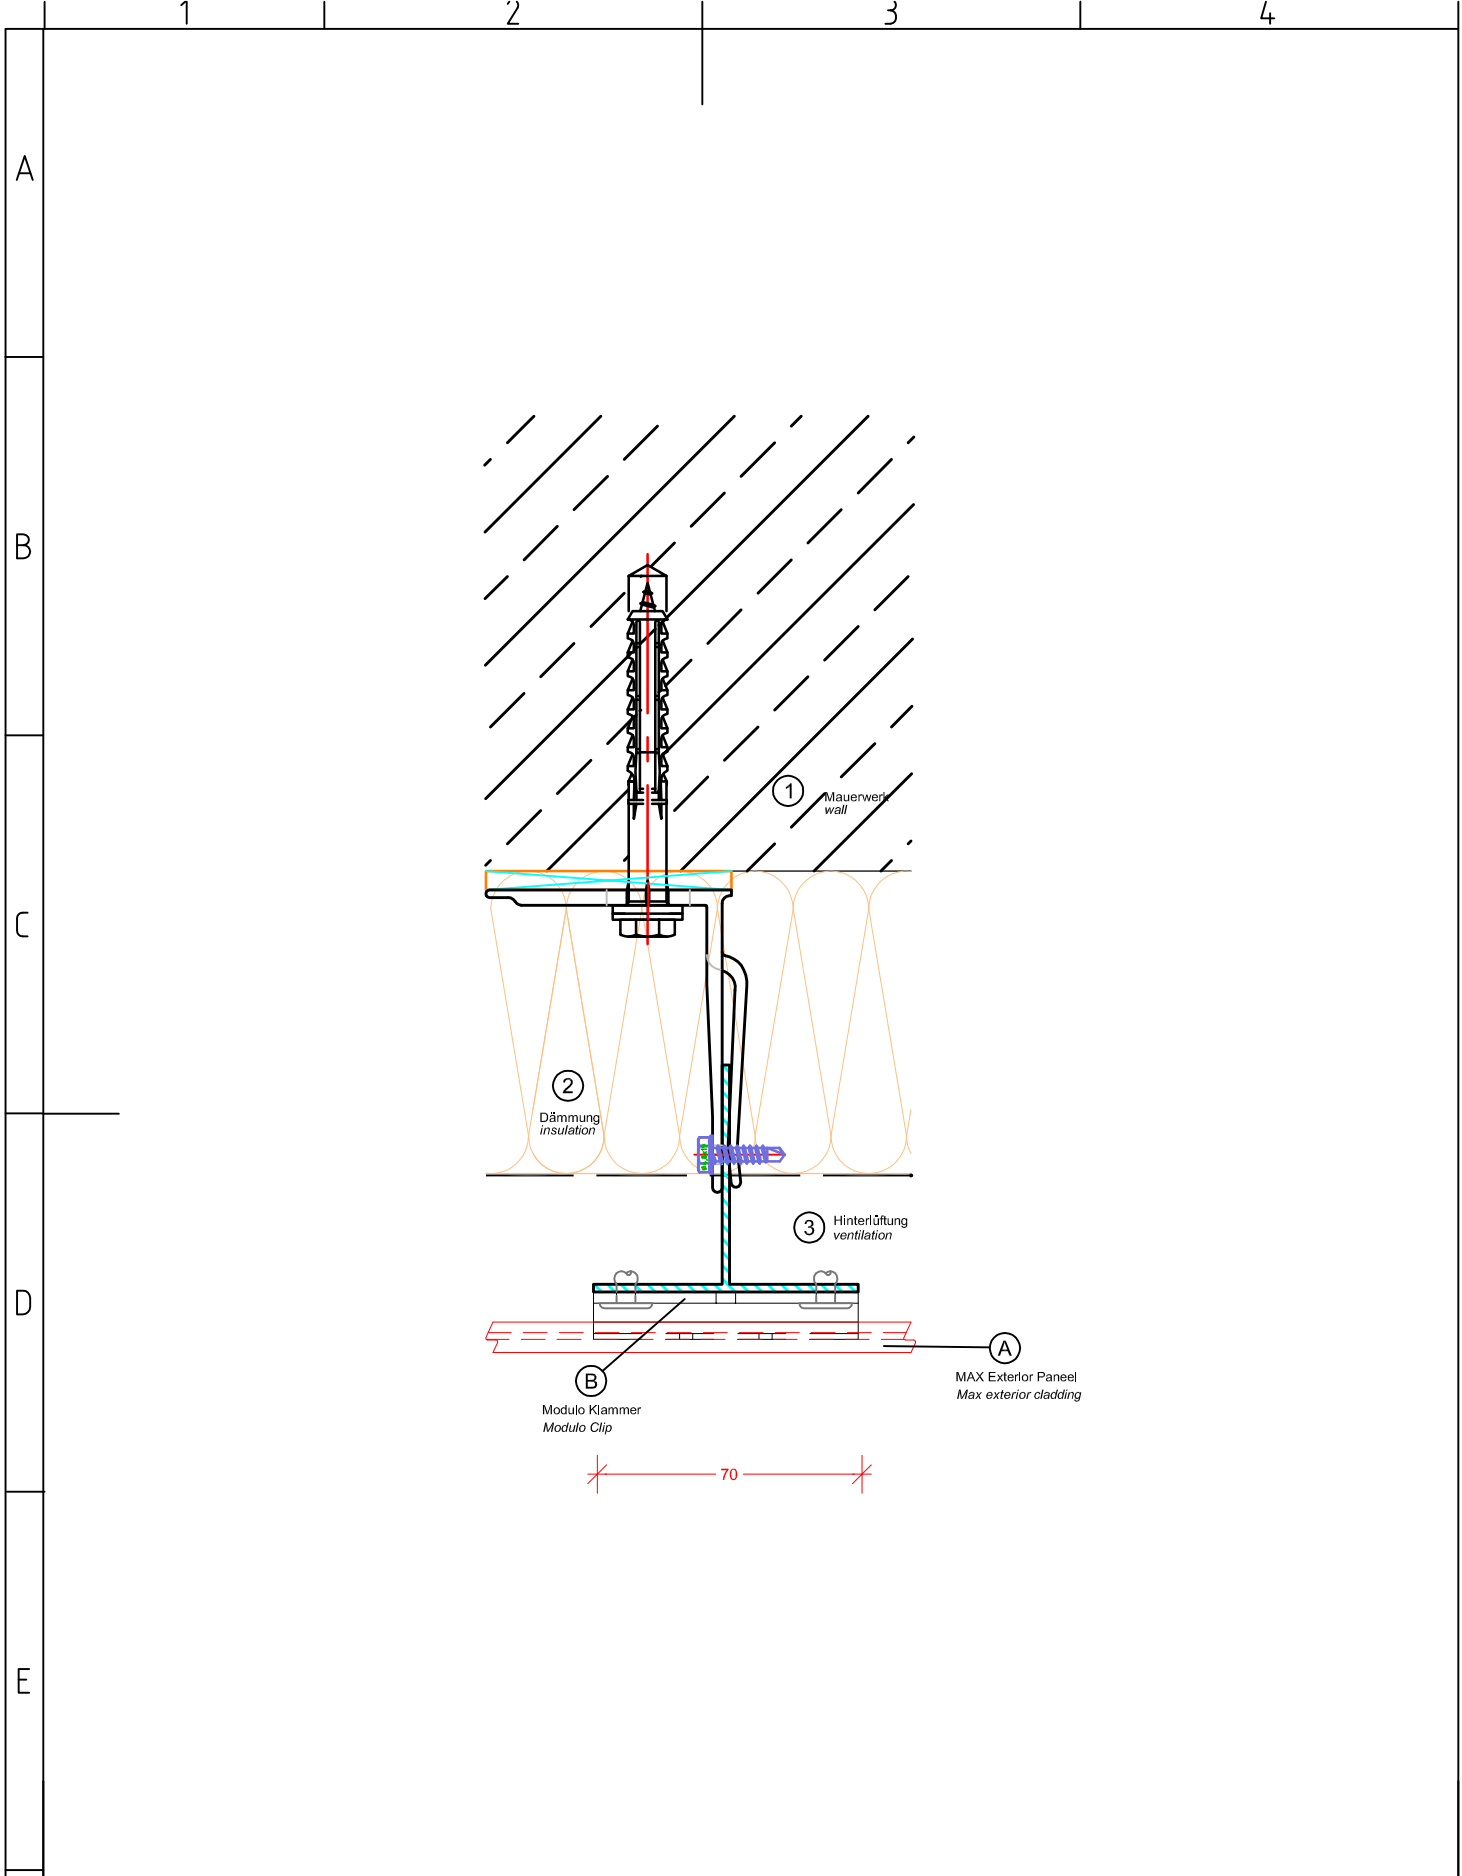 1 2 3 4
A
B
1
Mauerwerk
wall
C
2
Dämmung
insulation
3
Hinterlüftung
ventilation
D
A
MAX Exterior Paneel
Max exterior cladding
B
Modulo Klammer
Modulo Clip
70
E